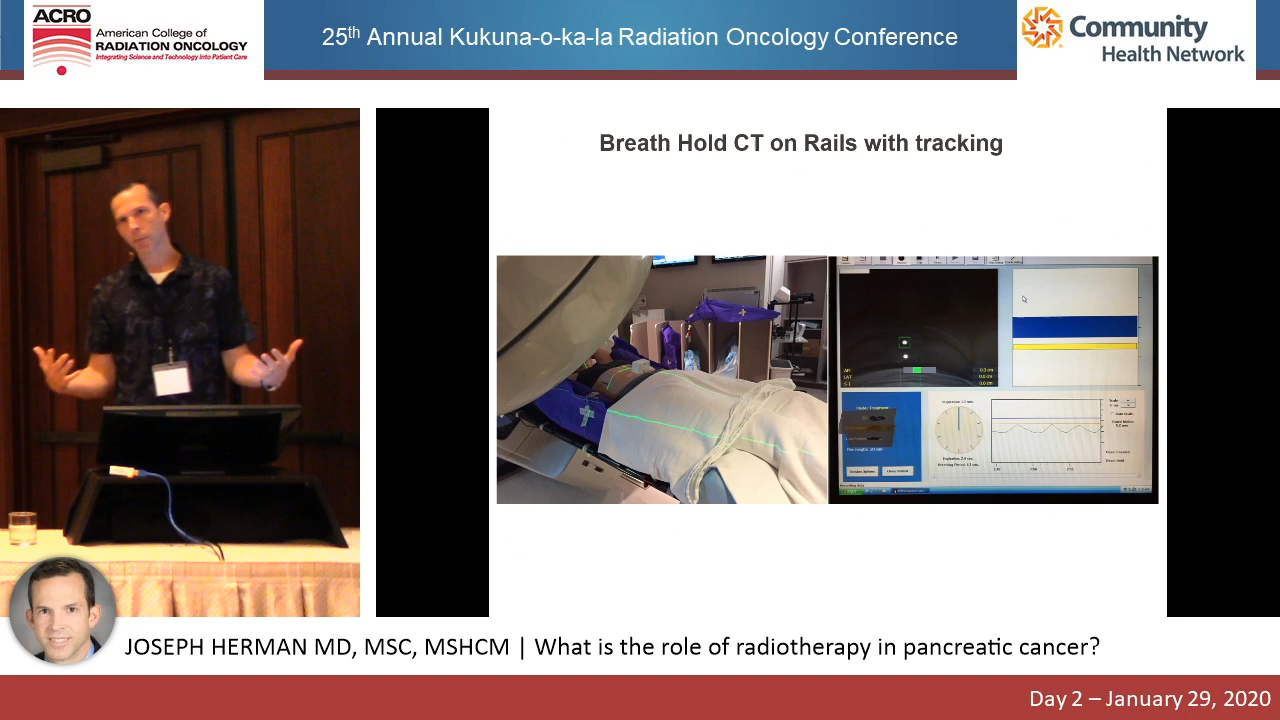 ACRO
American College of
RADIATION ONCOLOGY
Integrating Science and Technology into Patient Care
25th Annual Kukuna-o-ka-la Radiation Oncology Conference
Community
Health Network
Breath Hold CT on Rails with tracking
JOSEPH HERMAN MD, MSC, MSHCM | What is the role of radiotherapy in pancreatic cancer?
Day 2 – January 29, 2020